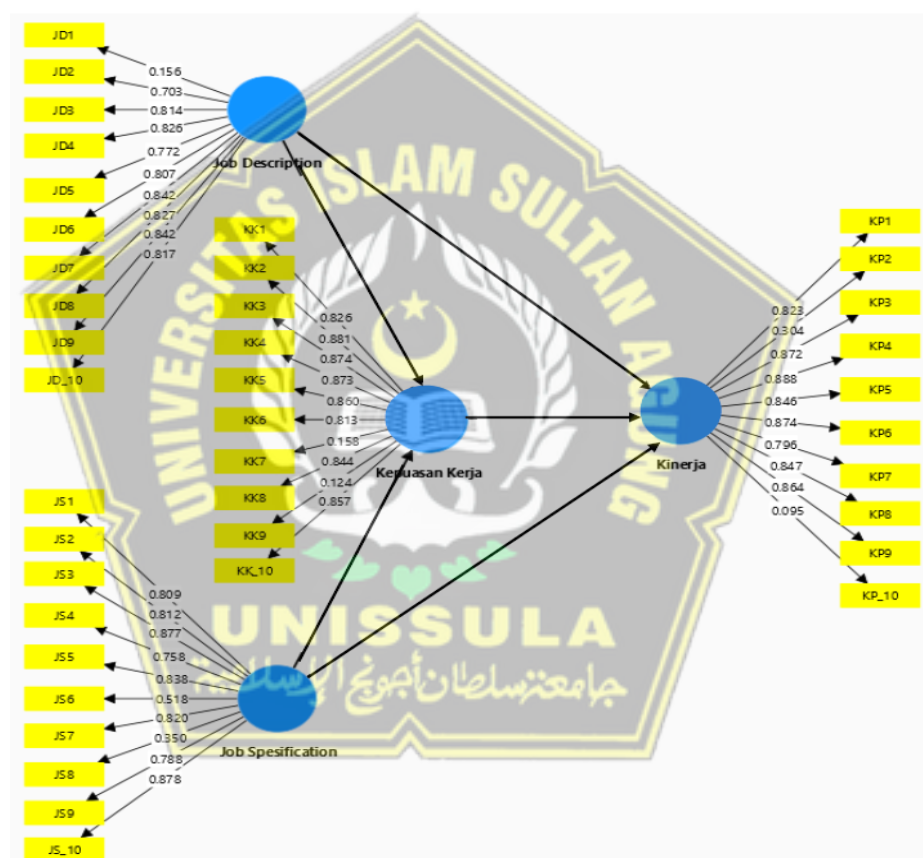 JD1
JD2
JD3
JD4
JD5
JD6
JD7
JD8
JD9
JD_10
0.156
0.703
0.814
0.826
0.772
0.807
0.842
0.827
0.842
0.817
Job Description
KK1
KK2
KK3
KK4
KK5
KK6
KK7
KK8
KK9
KK_10
0.826
0.881
0.874
0.873
0.860
0.813
0.158
0.844
0.124
0.857
Kepuasan Kerja
JS1
JS2
JS3
JS4
JS5
JS6
JS7
JS8
JS9
JS_10
0.809
0.812
0.877
0.758
0.838
0.518
0.820
0.350
0.788
0.878
Job Spesification
KP1
KP2
KP3
KP4
KP5
KP6
KP7
KP8
KP9
KP_10
0.823
0.304
0.872
0.888
0.846
0.874
0.796
0.847
0.864
0.095
Kinerja
UNIVERSITAS ISLAM SULTAN AGUNG
UNISSULA
جامعة سلطان أجونج الإسلامية